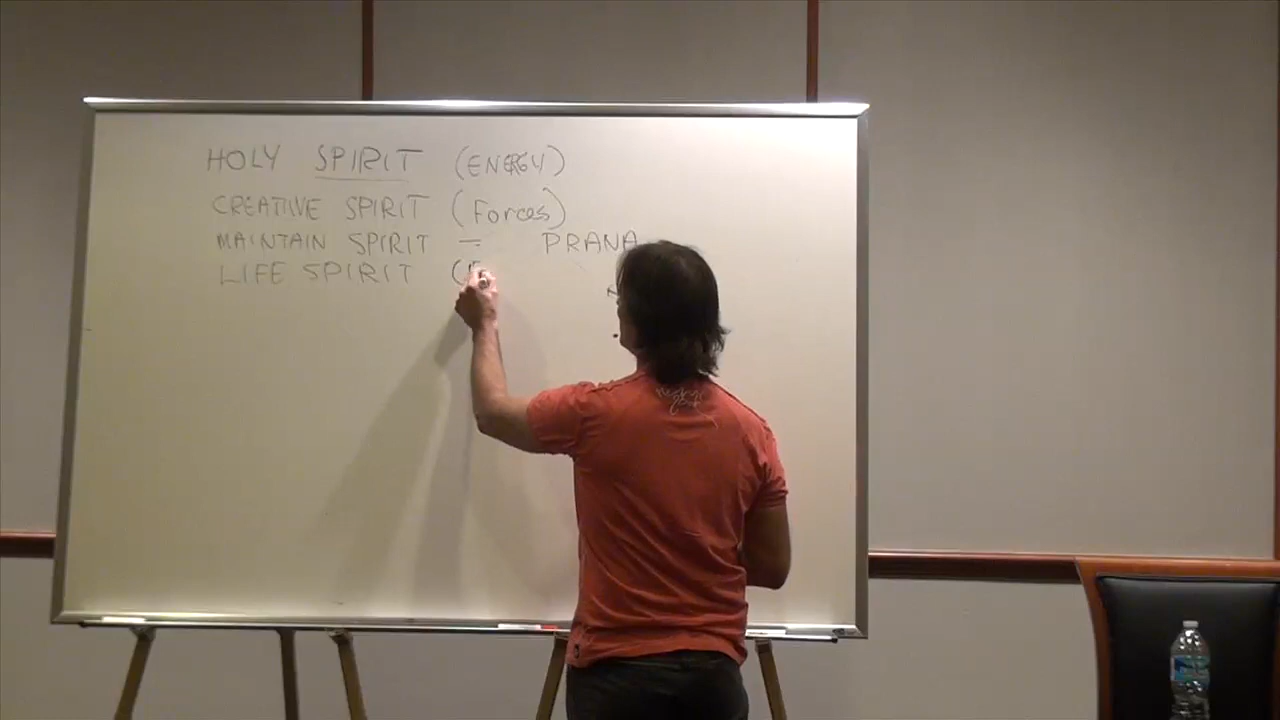 HOLY SPIRIT (ENERGY)
CREATIVE SPIRIT (Forces)
MAINTAIN SPIRIT = PRANA
LIFE SPIRIT (